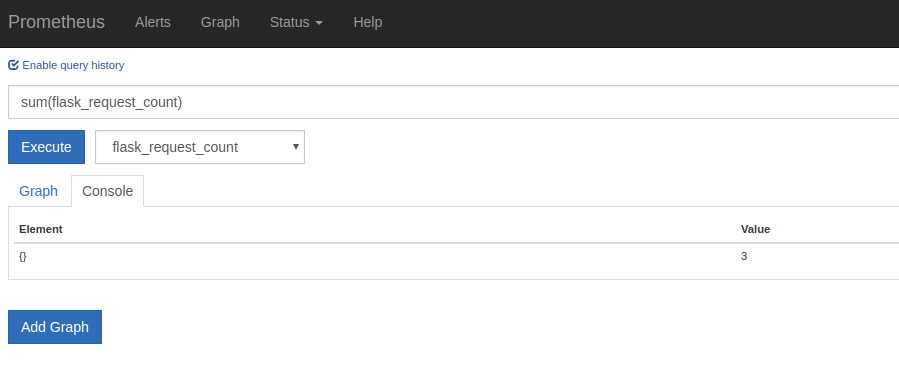 Prometheus Alerts Graph Status Help
Enable query history
sum(flask_request_count)
Execute flask_request_count
Graph Console
Element Value
{} 3
Add Graph